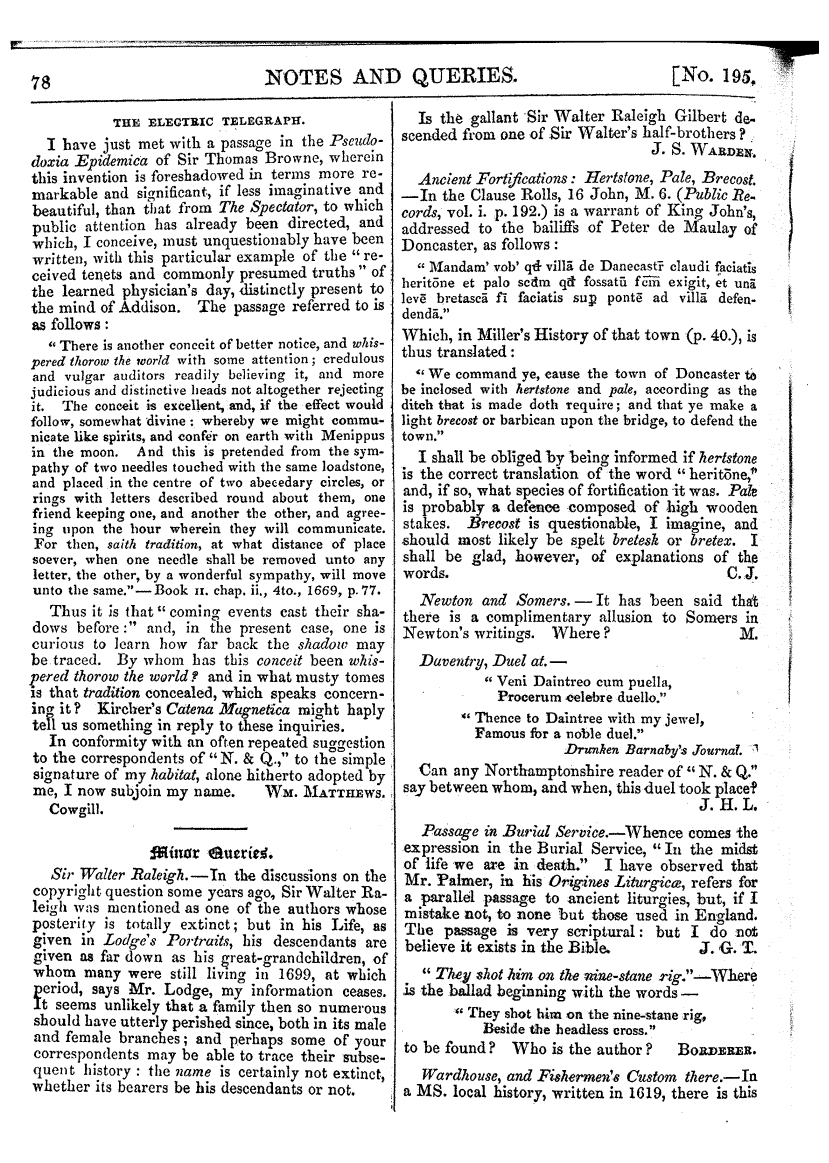 78
NOTES AND QUERIES.
[No. 195.
THE ELECTRIC TELEGRAPH.
I have just met with a passage in the Pseudo-
doxia Epidemica of Sir Thomas Browne, wherein
this invention is foreshadowed in terms more re-
markable and significant, if less imaginative and
beautiful, than that from The Spectator, to which
public attention has already been directed, and
which, I conceive, must unquestionably have been
written, with this particular example of the "re-
ceived tenets and commonly presumed truths" of
the learned physician's day, distinctly present to
the mind of Addison. The passage referred to is
as follows:
"There is another conceit of better notice, and whis-
pered thorow the world with some attention; credulous
and vulgar auditors readily believing it, and more
judicious and distinctive heads not altogether rejecting
it. The conceit is excellent, and, if the effect would
follow, somewhat divine: whereby we might commu-
nicate like spirits, and confer on earth with Menippus
in the moon. And this is pretended from the sym-
pathy of two needles touched with the same loadstone,
and placed in the centre of two abecedary circles, or
rings with letters described round about them, one
friend keeping one, and another the other, and agree-
ing upon the hour wherein they will communicate.
For then, saith tradition, at what distance of place
soever, when one needle shall be removed unto any
letter, the other, by a wonderful sympathy, will move
unto the same."—Book II. chap. ii., 4to., 1669, p. 77.
Thus it is that "coming events cast their sha-
dows before:" and, in the present case, one is
curious to learn how far back the shadow may
be traced. By whom has this conceit been whis-
pered thorow the world? and in what musty tomes
is that tradition concealed, which speaks concern-
ing it? Kircher's Catena Magnetica might haply
tell us something in reply to these inquiries.
In conformity with an often repeated suggestion
to the correspondents of "N. & Q.," to the simple
signature of my habitat, alone hitherto adopted by
me, I now subjoin my name. WM. MATTHEWS.
Cowgill.
Minor Queries.
Sir Walter Raleigh.—In the discussions on the
copyright question some years ago, Sir Walter Ra-
leigh was mentioned as one of the authors whose
posterity is totally extinct; but in his Life, as
given in Lodge's Portraits, his descendants are
given as far down as his great-grandchildren, of
whom many were still living in 1699, at which
period, says Mr. Lodge, my information ceases.
It seems unlikely that a family then so numerous
should have utterly perished since, both in its male
and female branches; and perhaps some of your
correspondents may be able to trace their subse-
quent history: the name is certainly not extinct,
whether its bearers be his descendants or not.
Is the gallant Sir Walter Raleigh Gilbert de-
scended from one of Sir Walter's half-brothers?
J. S. WARDEN.
Ancient Fortifications: Hertstone, Pale, Brecost.
—In the Clause Rolls, 16 John, M. 6. (Public Re-
cords, vol. i. p. 192.) is a warrant of King John's,
addressed to the bailiffs of Peter de Maulay of
Doncaster, as follows:
"Mandam' vob' qđ villā de Danecastr̄ claudi faciatis
heritōne et palo scđm qđ fossatū fc̄m̄ exigit, et unā
levē bretascā fi faciatis sup̱ pontē ad villā defen-
dendā."
Which, in Miller's History of that town (p. 40.), is
thus translated:
"We command ye, cause the town of Doncaster to
be inclosed with hertstone and pale, according as the
ditch that is made doth require; and that ye make a
light brecost or barbican upon the bridge, to defend the
town."
I shall be obliged by being informed if hertstone
is the correct translation of the word "heritōne,"
and, if so, what species of fortification it was. Pale
is probably a defence composed of high wooden
stakes. Brecost is questionable, I imagine, and
should most likely be spelt bretesk or bretex. I
shall be glad, however, of explanations of the
words. C. J.
Newton and Somers.—It has been said that
there is a complimentary allusion to Somers in
Newton's writings. Where? M.
Daventry, Duel at.—
"Veni Daintreo cum puella,
Procerum celebre duello."
"Thence to Daintree with my jewel,
Famous for a noble duel."
Drunken Barnaby's Journal.
Can any Northamptonshire reader of "N. & Q."
say between whom, and when, this duel took place?
J. H. L.
Passage in Burial Service.—Whence comes the
expression in the Burial Service, "In the midst
of life we are in death." I have observed that
Mr. Palmer, in his Origines Liturgicæ, refers for
a parallel passage to ancient liturgies, but, if I
mistake not, to none but those used in England.
The passage is very scriptural: but I do not
believe it exists in the Bible. J. G. T.
"They shot him on the nine-stane rig."—Where
is the ballad beginning with the words—
"They shot him on the nine-stane rig,
Beside the headless cross."
to be found? Who is the author? BORDERER.
Wardhouse, and Fishermen's Custom there.—In
a MS. local history, written in 1619, there is this